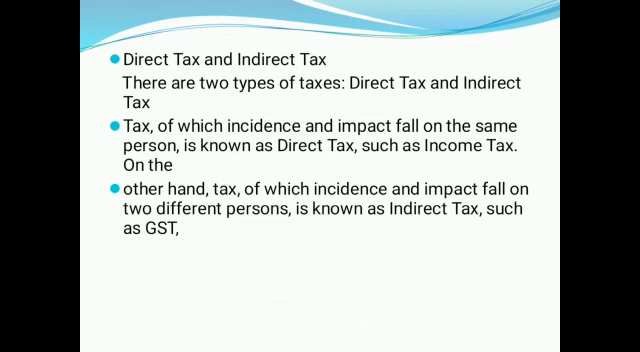 Direct Tax and Indirect Tax
There are two types of taxes: Direct Tax and Indirect
Tax
Tax, of which incidence and impact fall on the same
person, is known as Direct Tax, such as Income Tax.
On the
other hand, tax, of which incidence and impact fall on
two different persons, is known as Indirect Tax, such
as GST,